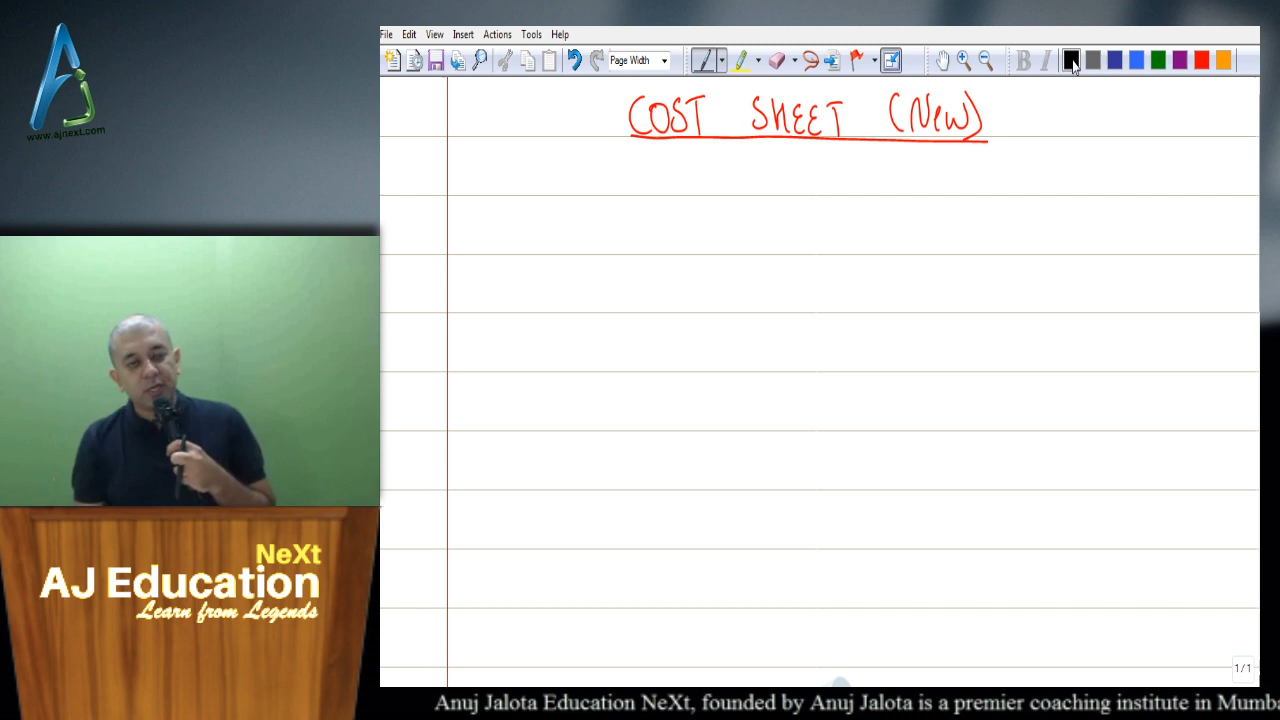 www.ajnext.com
File Edit View Insert Actions Tools Help
Page Width
B I
COST SHEET (New)
NeXt
AJ Education
Learn from Legends
1/1
Anuj Jalota Education NeXt, founded by Anuj Jalota is a premier coaching institute in Mumba